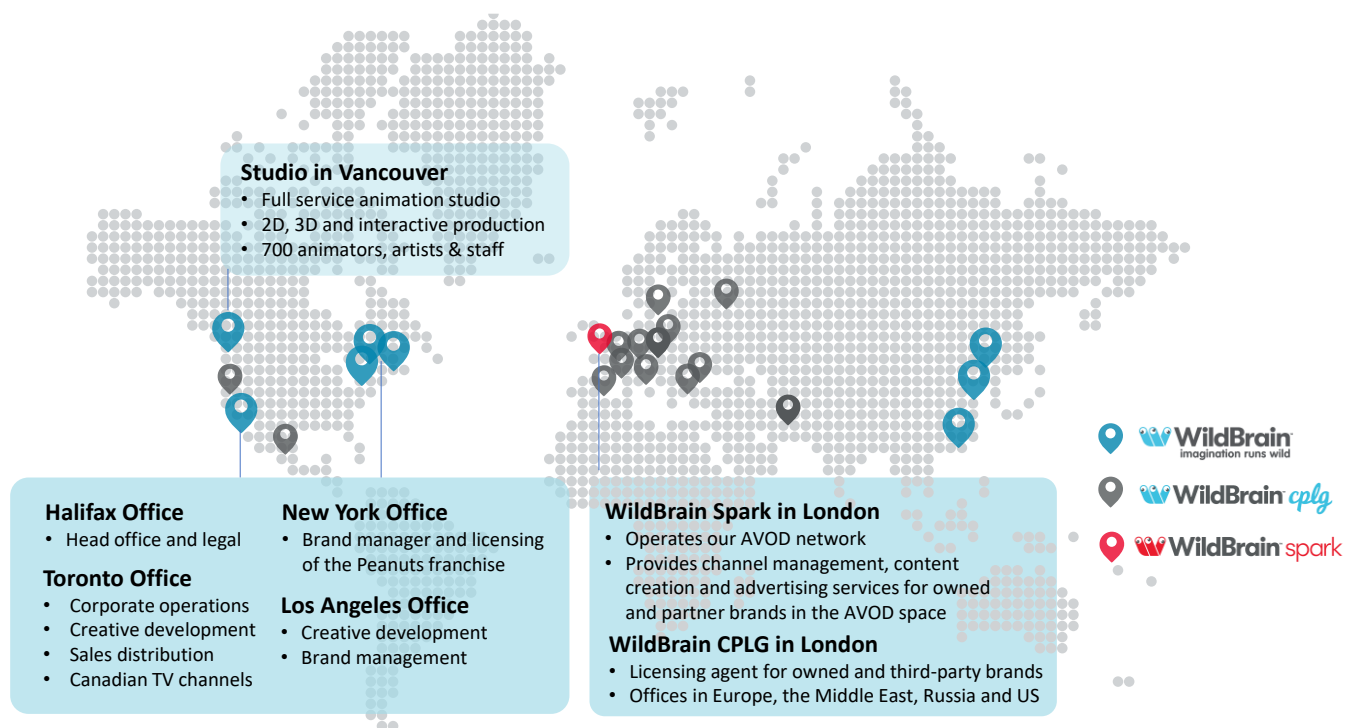 Studio in Vancouver
• Full service animation studio
• 2D, 3D and interactive production
• 700 animators, artists & staff
Halifax Office
• Head office and legal
Toronto Office
• Corporate operations
• Creative development
• Sales distribution
• Canadian TV channels
New York Office
• Brand manager and licensing
of the Peanuts franchise
Los Angeles Office
• Creative development
• Brand management
WildBrain Spark in London
• Operates our AVOD network
• Provides channel management, content
creation and advertising services for owned
and partner brands in the AVOD space
WildBrain CPLG in London
• Licensing agent for owned and third-party brands
• Offices in Europe, the Middle East, Russia and US
WildBrain™
imagination runs wild
WildBrain™ cplg
WildBrain™ spark